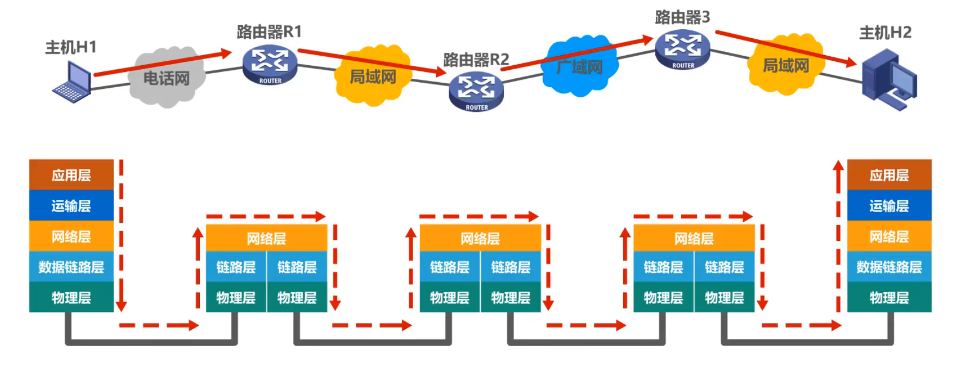 主机H1
电话网
路由器R1
ROUTER
局域网
路由器R2
ROUTER
广域网
路由器3
ROUTER
局域网
主机H2
应用层
运输层
网络层
数据链路层
物理层
网络层
链路层 链路层
物理层 物理层
网络层
链路层 链路层
物理层 物理层
网络层
链路层 链路层
物理层 物理层
应用层
运输层
网络层
数据链路层
物理层